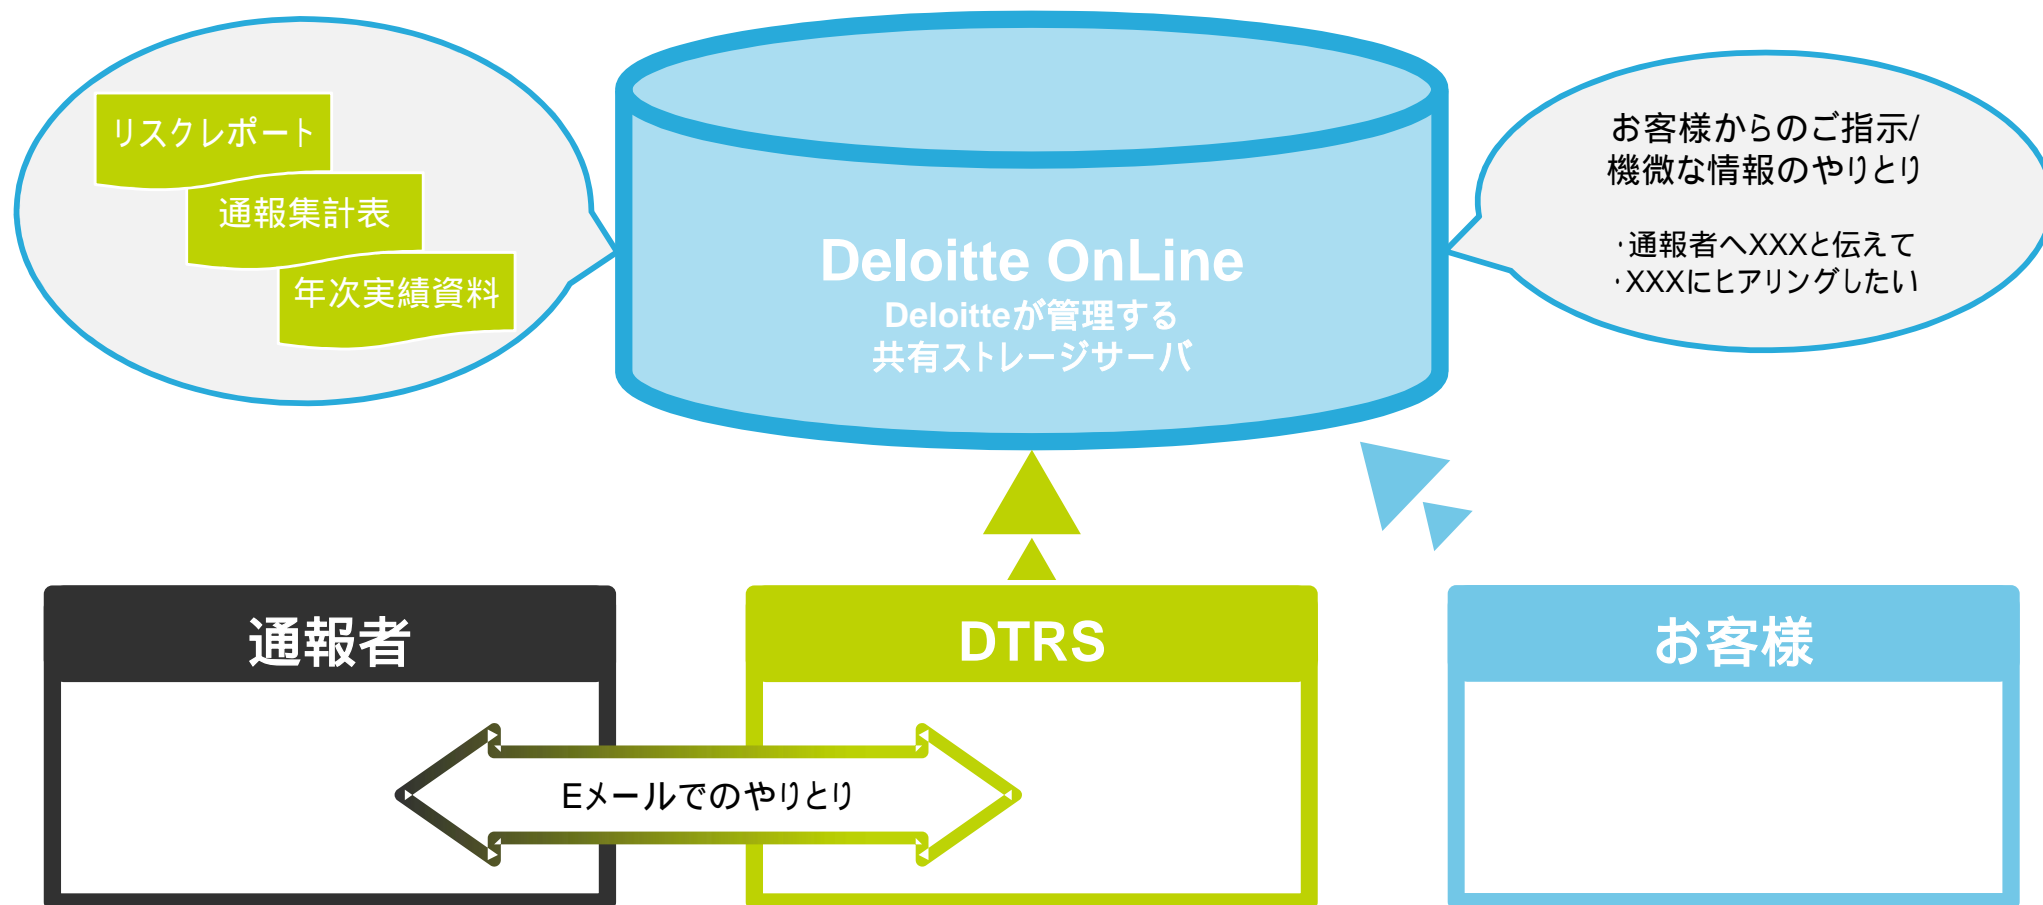 リスクレポート
通報集計表
年次実績資料
Deloitte OnLine
Deloitteが管理する
共有ストレージサーバ
お客様からのご指示/
機微な情報のやりとり
・通報者へXXXと伝えて
・XXXにヒアリングしたい
通報者
DTRS
お客様
Eメールでのやりとり